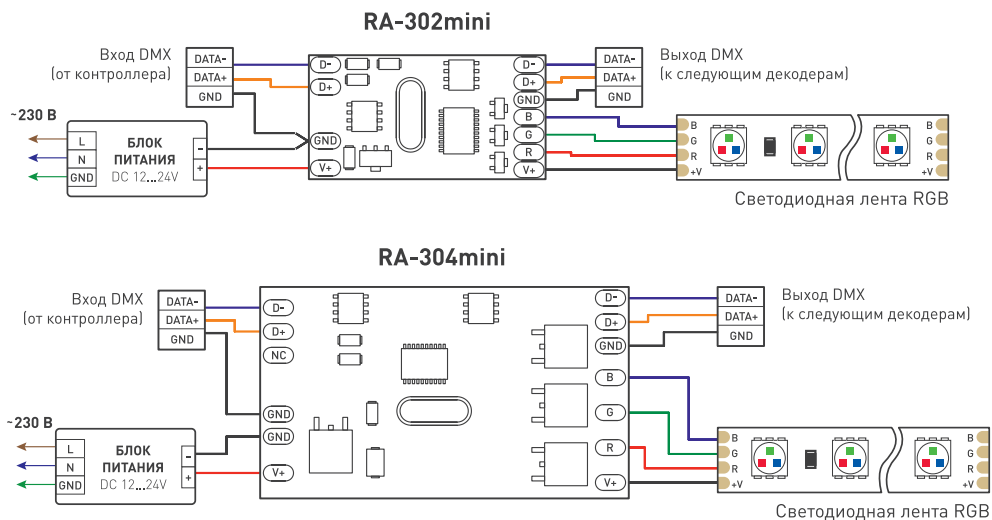 RA-302mini
Вход DMX
(от контроллера)
DATA-
DATA+
GND
~230 В
L
N
GND
БЛОК
ПИТАНИЯ
DC 12...24V
-
+
D-
D+
GND
V+
D-
D+
GND
B
G
R
V+
DATA-
DATA+
GND
Выход DMX
(к следующим декодерам)
B
G
R
+V
B
G
R
+V
Светодиодная лента RGB
RA-304mini
Вход DMX
(от контроллера)
DATA-
DATA+
GND
~230 В
L
N
GND
БЛОК
ПИТАНИЯ
DC 12...24V
-
+
D-
D+
NC
GND
GND
V+
D-
D+
GND
B
G
R
V+
DATA-
DATA+
GND
Выход DMX
(к следующим декодерам)
B
G
R
+V
B
G
R
+V
Светодиодная лента RGB